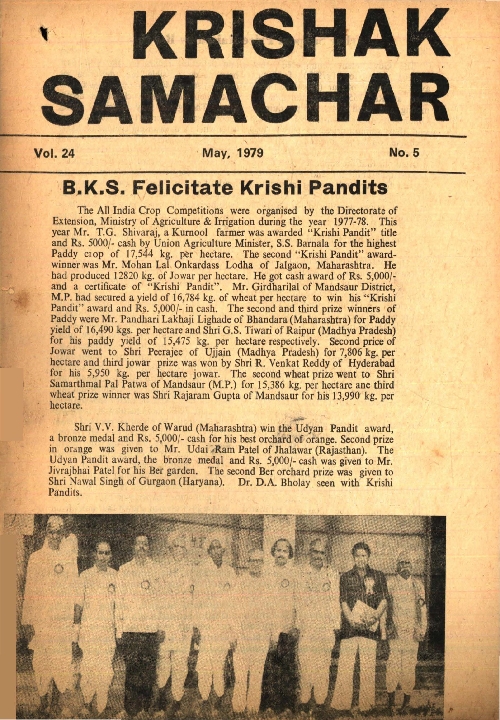 KRISHAK
SAMACHAR
Vol. 24 May, 1979 No. 5
B.K.S. Felicitate Krishi Pandits
The All India Crop Competitions were organised by the Directorate of
Extension, Ministry of Agriculture & Irrigation during the year 1977-78. This
year Mr. T.G. Shivaraj, a Kurnool farmer was awarded "Krishi Pandit" title
and Rs. 5000/- cash by Union Agriculture Minister, S.S. Barnala for the highest
Paddy crop of 17,544 kg. per hectare. The second "Krishi Pandit" award-
winner was Mr. Mohan Lal Onkardass Lodha of Jalgaon, Maharashtra. He
had produced 12820 kg. of Jowar per hectare. He got cash award of Rs. 5,000/-
and a certificate of "Krishi Pandit". Mr. Girdharilal of Mandsaur District,
M.P. had secured a yield of 16,784 kg. of wheat per hectare to win his "Krishi
Pandit" award and Rs. 5,000/- in cash. The second and third prize winners of
Paddy were Mr. Pandhari Lakhaji Lighade of Bhandara (Maharashtra) for Paddy
yield of 16,490 kgs. per hectare and Shri G.S. Tiwari of Raipur (Madhya Pradesh)
for his paddy yield of 15,475 kg. per hectare respectively. Second price of
Jowar went to Shri Peerajee of Ujjain (Madhya Pradesh) for 7,806 kg. per
hectare and third jowar prize was won by Shri R. Venkat Reddy of Hyderabad
for his 5,950 kg. per hectare jowar. The second wheat prize went to Shri
Samarthmal Pal Patwa of Mandsaur (M.P.) for 15,386 kg. per hectare anc third
wheat prize winner was Shri Rajaram Gupta of Mandsaur for his 13,990 kg. per
hectare.
Shri V.V. Kherde of Warud (Maharashtra) win the Udyan Pandit award,
a bronze medal and Rs. 5,000/- cash for his best orchard of orange. Second prize
in orange was given to Mr. Udai Ram Patel of Jhalawar (Rajasthan). The
Udyan Pandit award, the bronze medal and Rs. 5,000/- cash was given to Mr.
Jivrajbhai Patel for his Ber garden. The second Ber orchard prize was given to
Shri Nawal Singh of Gurgaon (Haryana). Dr. D.A. Bholay seen with Krishi
Pandits.